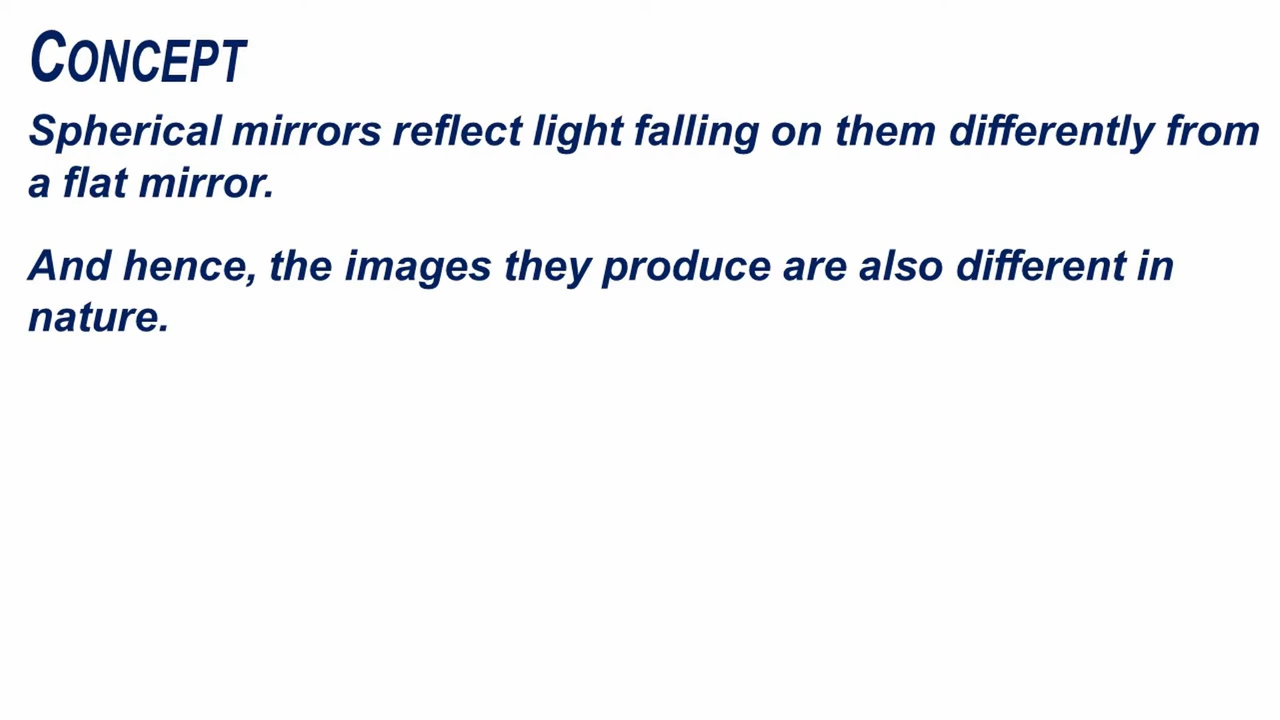 CONCEPT
Spherical mirrors reflect light falling on them differently from
a flat mirror.
And hence, the images they produce are also different in
nature.